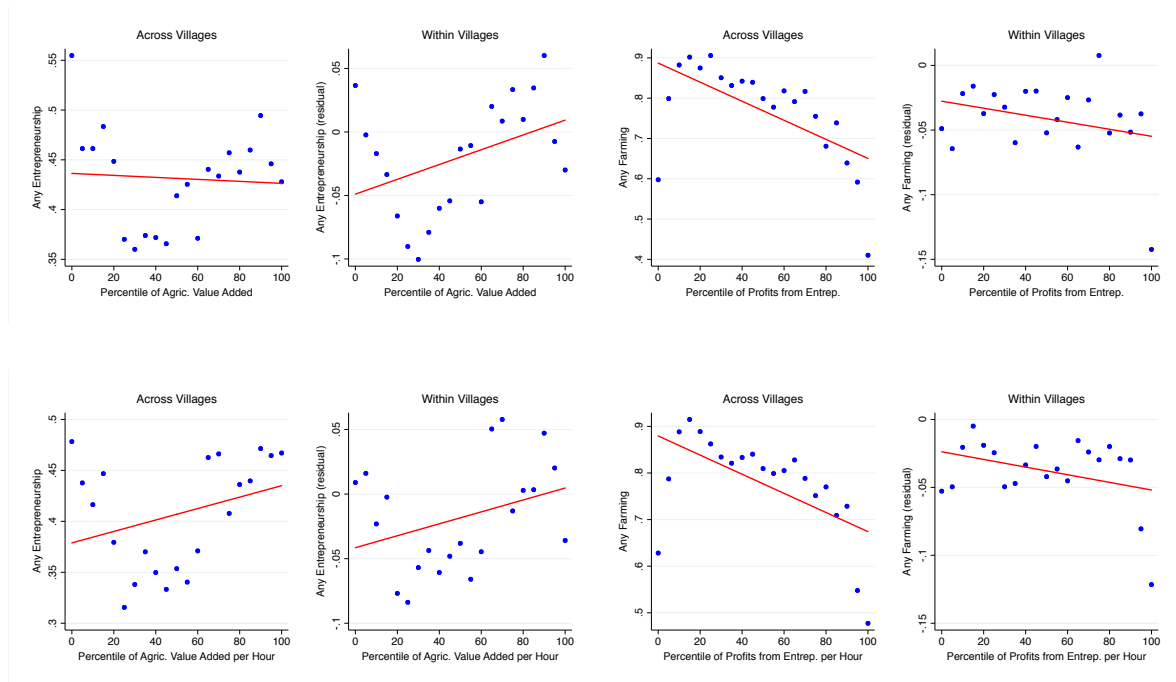 Across Villages
Any Entrepreneurship
.55
.5
.45
.4
.35
0 20 40 60 80 100
Percentile of Agric. Value Added
Within Villages
Any Entrepreneurship (residual)
.05
0
-.05
-.1
0 20 40 60 80 100
Percentile of Agric. Value Added
Across Villages
Any Farming
.9
.8
.7
.6
.5
.4
0 20 40 60 80 100
Percentile of Profits from Entrep.
Within Villages
Any Farming (residual)
0
-.05
-.1
-.15
0 20 40 60 80 100
Percentile of Profits from Entrep.
Across Villages
Any Entrepreneurship
.5
.45
.4
.35
.3
0 20 40 60 80 100
Percentile of Agric. Value Added per Hour
Within Villages
Any Entrepreneurship (residual)
.05
0
-.05
-.1
0 20 40 60 80 100
Percentile of Agric. Value Added per Hour
Across Villages
Any Farming
.9
.8
.7
.6
.5
0 20 40 60 80 100
Percentile of Profits from Entrep. per Hour
Within Villages
Any Farming (residual)
0
-.05
-.1
-.15
0 20 40 60 80 100
Percentile of Profits from Entrep. per Hour